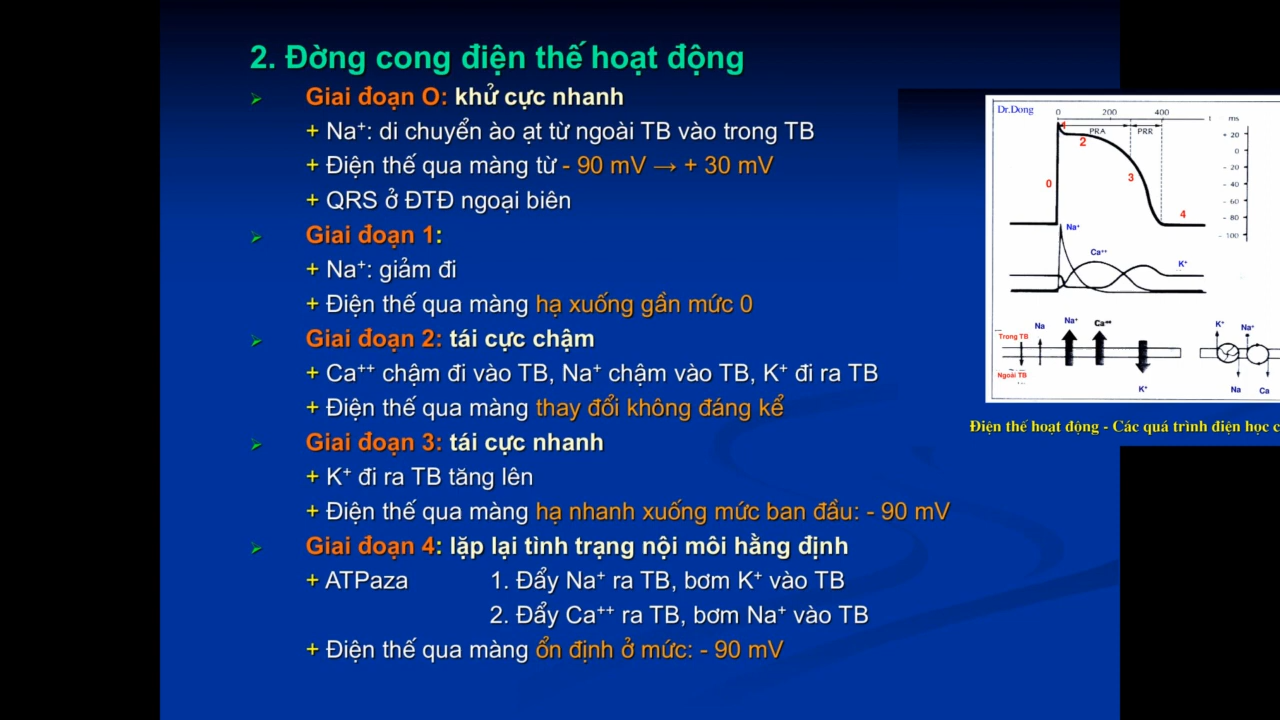 2. Đờng cong điện thế hoạt động
Giai đoạn O: khử cực nhanh
+ Na⁺: di chuyển ào ạt từ ngoài TB vào trong TB
+ Điện thế qua màng từ - 90 mV → + 30 mV
+ QRS ở ĐTĐ ngoại biên
Giai đoạn 1:
+ Na⁺: giảm đi
+ Điện thế qua màng hạ xuống gần mức 0
Giai đoạn 2: tái cực chậm
+ Ca⁺⁺ chậm đi vào TB, Na⁺ chậm vào TB, K⁺ đi ra TB
+ Điện thế qua màng thay đổi không đáng kể
Giai đoạn 3: tái cực nhanh
+ K⁺ đi ra TB tăng lên
+ Điện thế qua màng hạ nhanh xuống mức ban đầu: - 90 mV
Giai đoạn 4: lặp lại tình trạng nội môi hằng định
+ ATPaza 1. Đẩy Na⁺ ra TB, bơm K⁺ vào TB
2. Đẩy Ca⁺⁺ ra TB, bơm Na⁺ vào TB
+ Điện thế qua màng ổn định ở mức: - 90 mV
Dr.Dong
0 200 400 t ms
PRA PRR
+ 20
0
- 20
- 40
- 60
- 80
- 100
1
2
3
0
4
Na⁺
Ca⁺⁺
K⁺
Trong TB Na Na⁺ Ca⁺⁺ K⁺ Na⁺
Ngoài TB K⁺ Na Ca
Điện thế hoạt động - Các quá trình điện học c